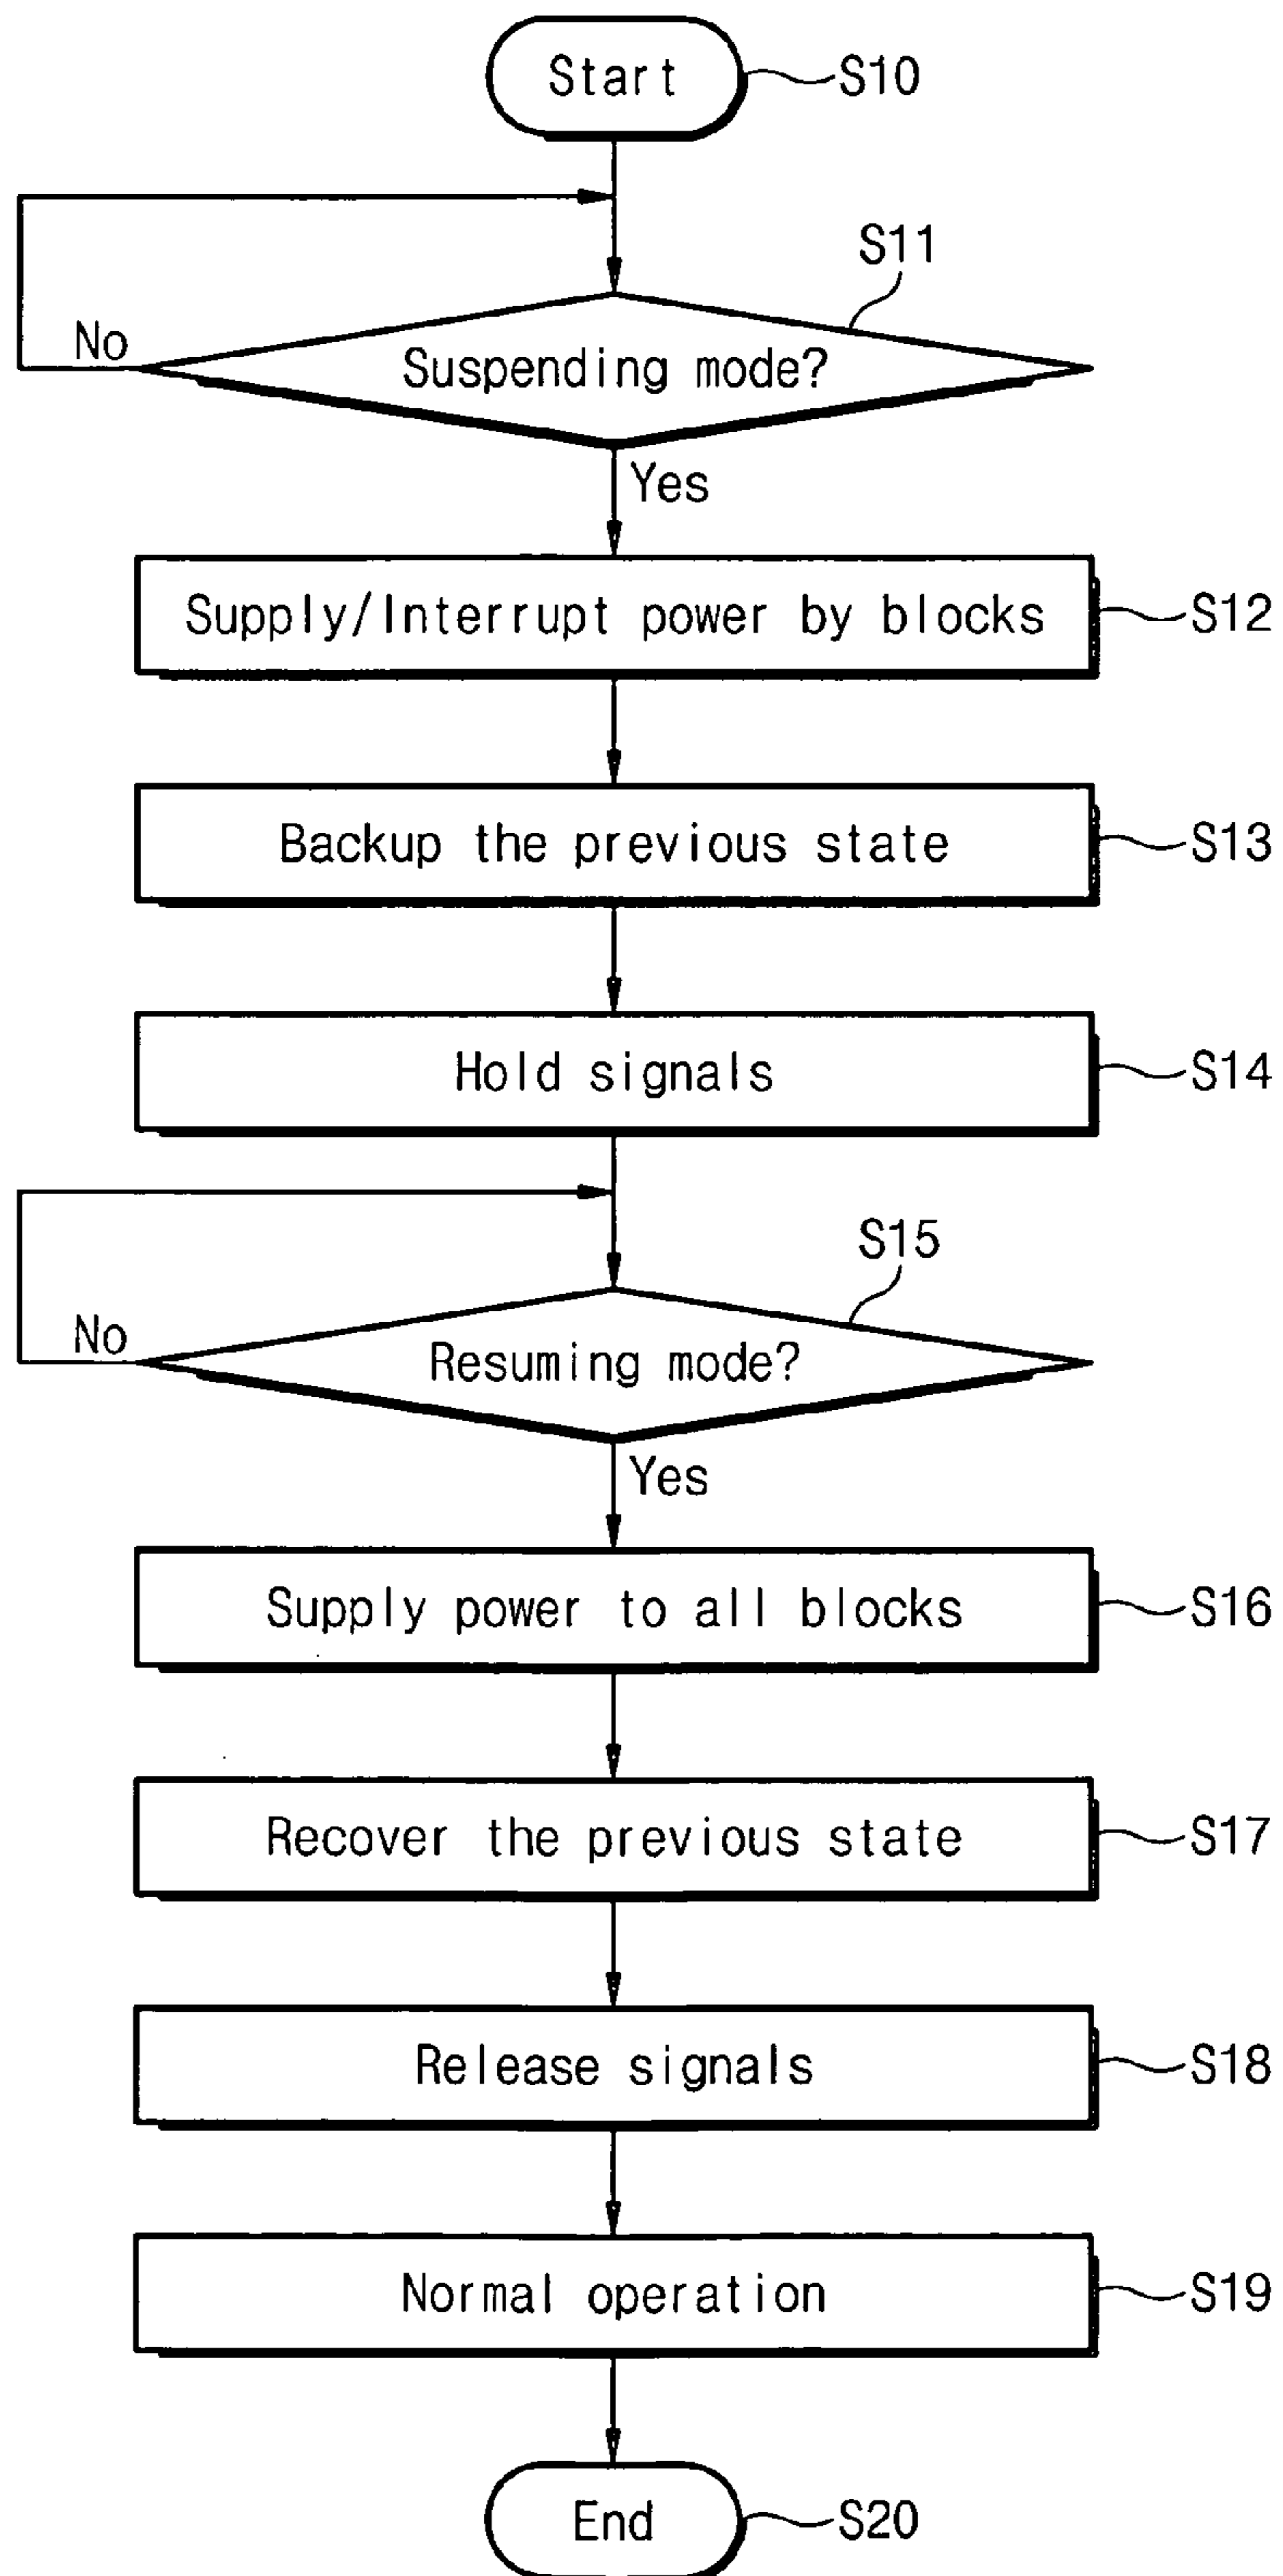 Start
S10
S11
No
Suspending mode?
Yes
Supply/Interrupt power by blocks
S12
Backup the previous state
S13
Hold signals
S14
S15
No
Resuming mode?
Yes
Supply power to all blocks
S16
Recover the previous state
S17
Release signals
S18
Normal operation
S19
End
S20